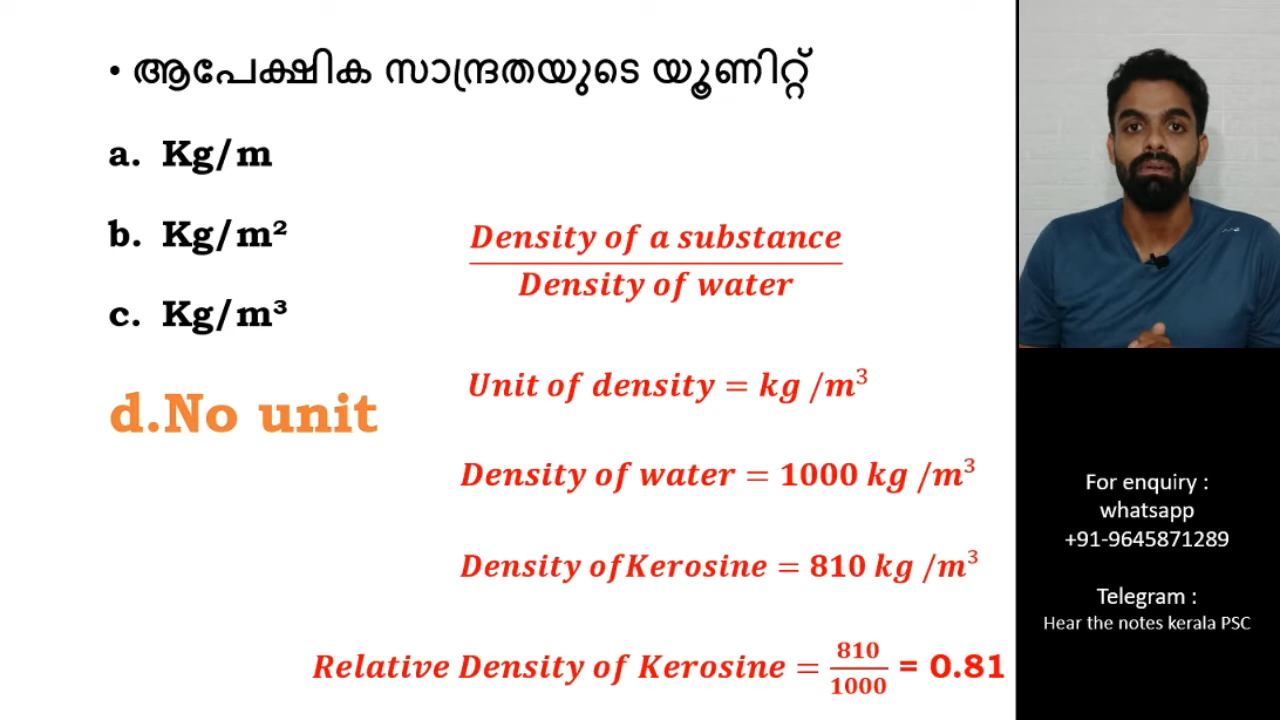 • ആപേക്ഷിക സാന്ദ്രതയുടെ യൂണിറ്റ്
a. Kg/m
b. Kg/m²
c. Kg/m³
d.No unit
Density of a substance
Density of water
Unit of density = kg /m³
Density of water = 1000 kg /m³
Density ofKerosine = 810 kg /m³
Relative Density of Kerosine = 810/1000 = 0.81
For enquiry :
whatsapp
+91-9645871289
Telegram :
Hear the notes kerala PSC